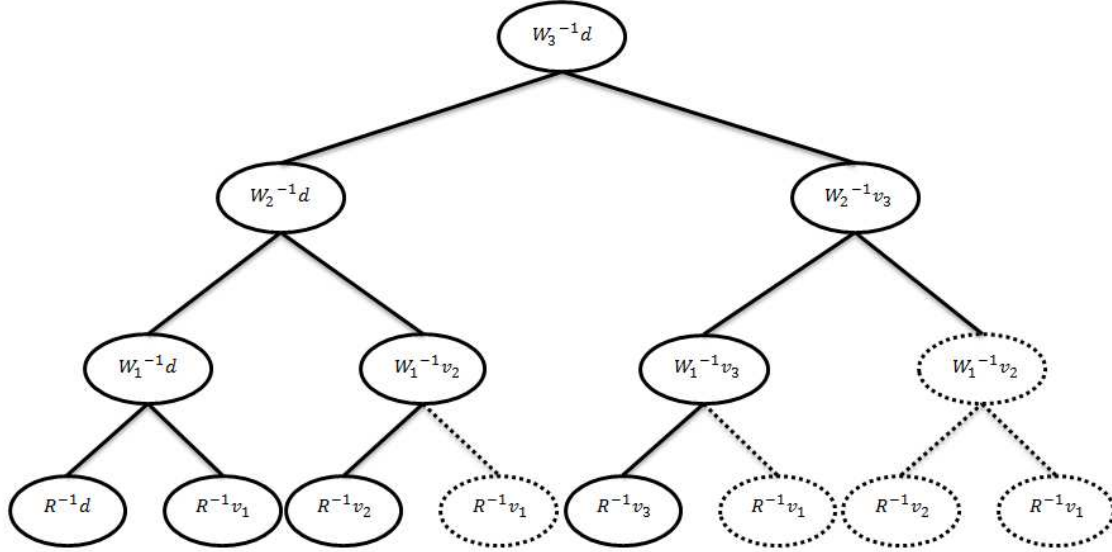 W₃⁻¹d
W₂⁻¹d W₂⁻¹v₃
W₁⁻¹d W₁⁻¹v₂ W₁⁻¹v₃ W₁⁻¹v₂
R⁻¹d R⁻¹v₁ R⁻¹v₂ R⁻¹v₁ R⁻¹v₃ R⁻¹v₁ R⁻¹v₂ R⁻¹v₁